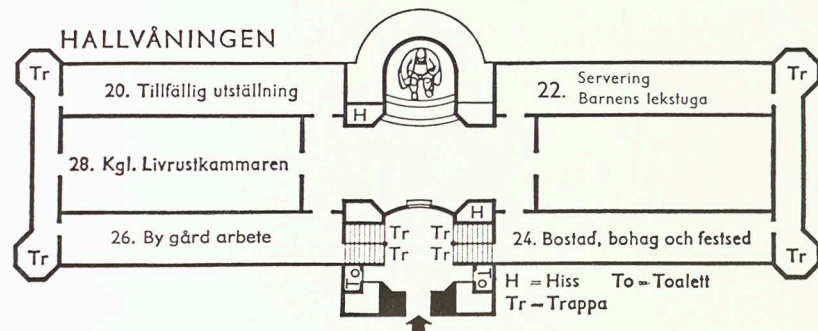 HALLVÅNINGEN
Tr
Tr
20. Tillfällig utställning
22. Servering
Barnens lekstuga
H
28. Kgl. Livrustkammaren
H
26. By gård arbete
Tr
Tr
Tr
Tr
24. Bostad, bohag och festsed
Tr
Tr
To
To
H = Hiss To = Toalett
Tr = Trappa